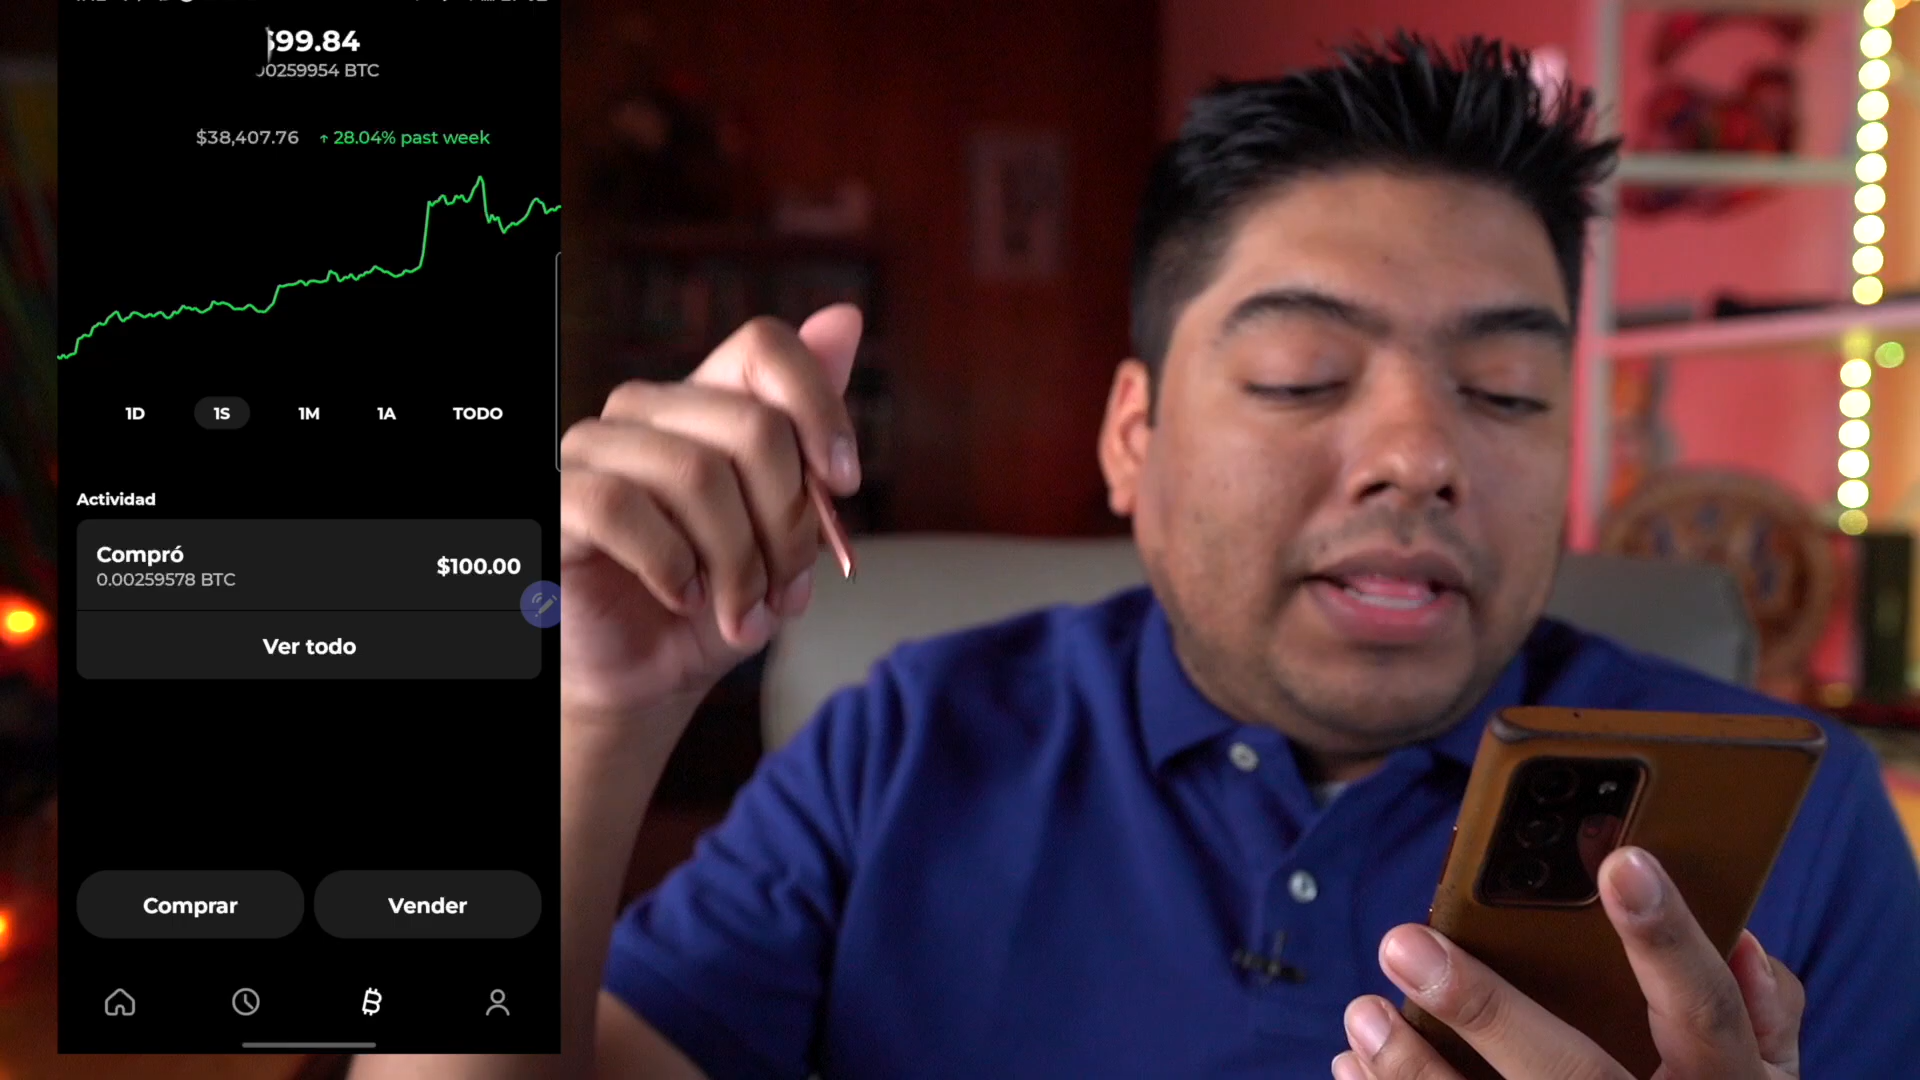 $99.84
00259954 BTC
$38,407.76 ↑ 28.04% past week
1D 1S 1M 1A TODO
Actividad
Compró
$100.00
0.00259578 BTC
Ver todo
Comprar Vender